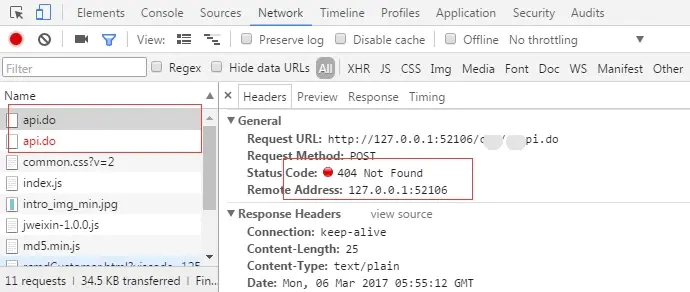 Elements Console Sources Network Timeline Profiles Application Security Audits Adblock Plus
View: Preserve log Disable cache Offline No throttling
Filter Regex Hide data URLs All XHR JS CSS Img Media Font Doc WS Manifest Other
Name
api.do
api.do
common.css?v=2
index.js
intro_img_min.jpg
jweixin-1.0.0.js
md5.min.js
11 requests | 34.5 KB transferred | Fin...
× Headers Preview Response Timing
General
Request URL: http://127.0.0.1:52106/ pi.do
Request Method: POST
Status Code: 404 Not Found
Remote Address: 127.0.0.1:52106
Response Headers view source
Connection: keep-alive
Content-Length: 25
Content-Type: text/plain
Date: Mon, 06 Mar 2017 05:55:12 GMT